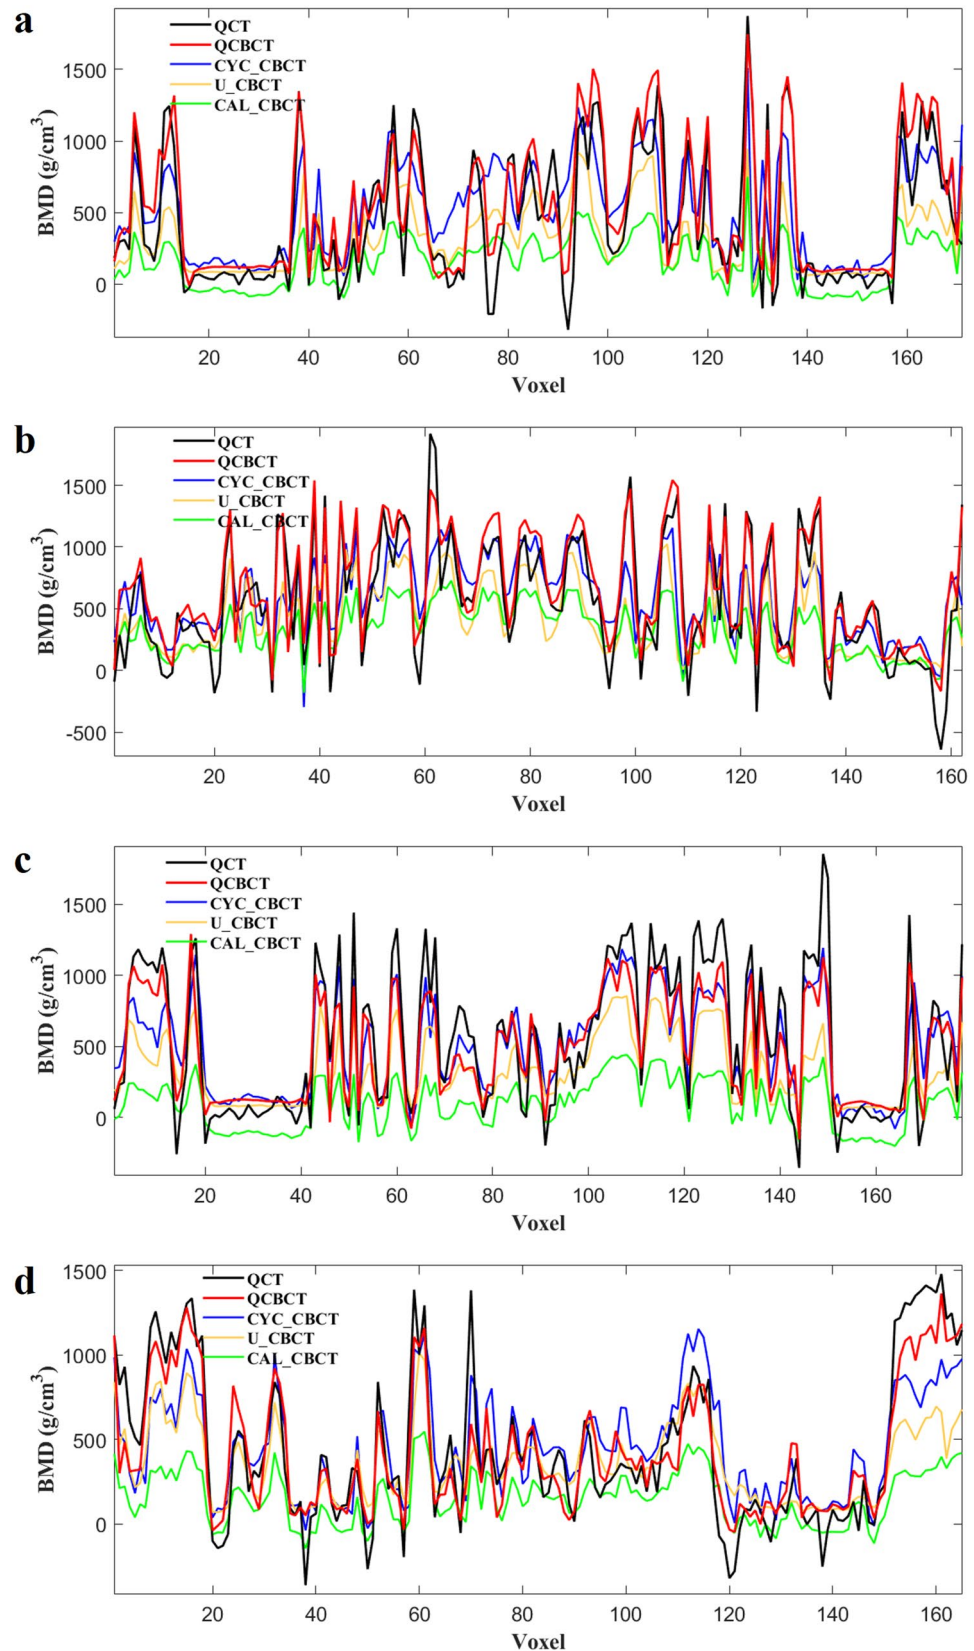 a
QCT
QCBCT
CYC_CBCT
U_CBCT
CAL_CBCT
BMD (g/cm³)
1500
1000
500
0
20 40 60 80 100 120 140 160
Voxel
b
QCT
QCBCT
CYC_CBCT
U_CBCT
CAL_CBCT
BMD (g/cm³)
1500
1000
500
0
-500
20 40 60 80 100 120 140 160
Voxel
c
QCT
QCBCT
CYC_CBCT
U_CBCT
CAL_CBCT
BMD (g/cm³)
1500
1000
500
0
20 40 60 80 100 120 140 160
Voxel
d
QCT
QCBCT
CYC_CBCT
U_CBCT
CAL_CBCT
BMD (g/cm³)
1500
1000
500
0
20 40 60 80 100 120 140 160
Voxel